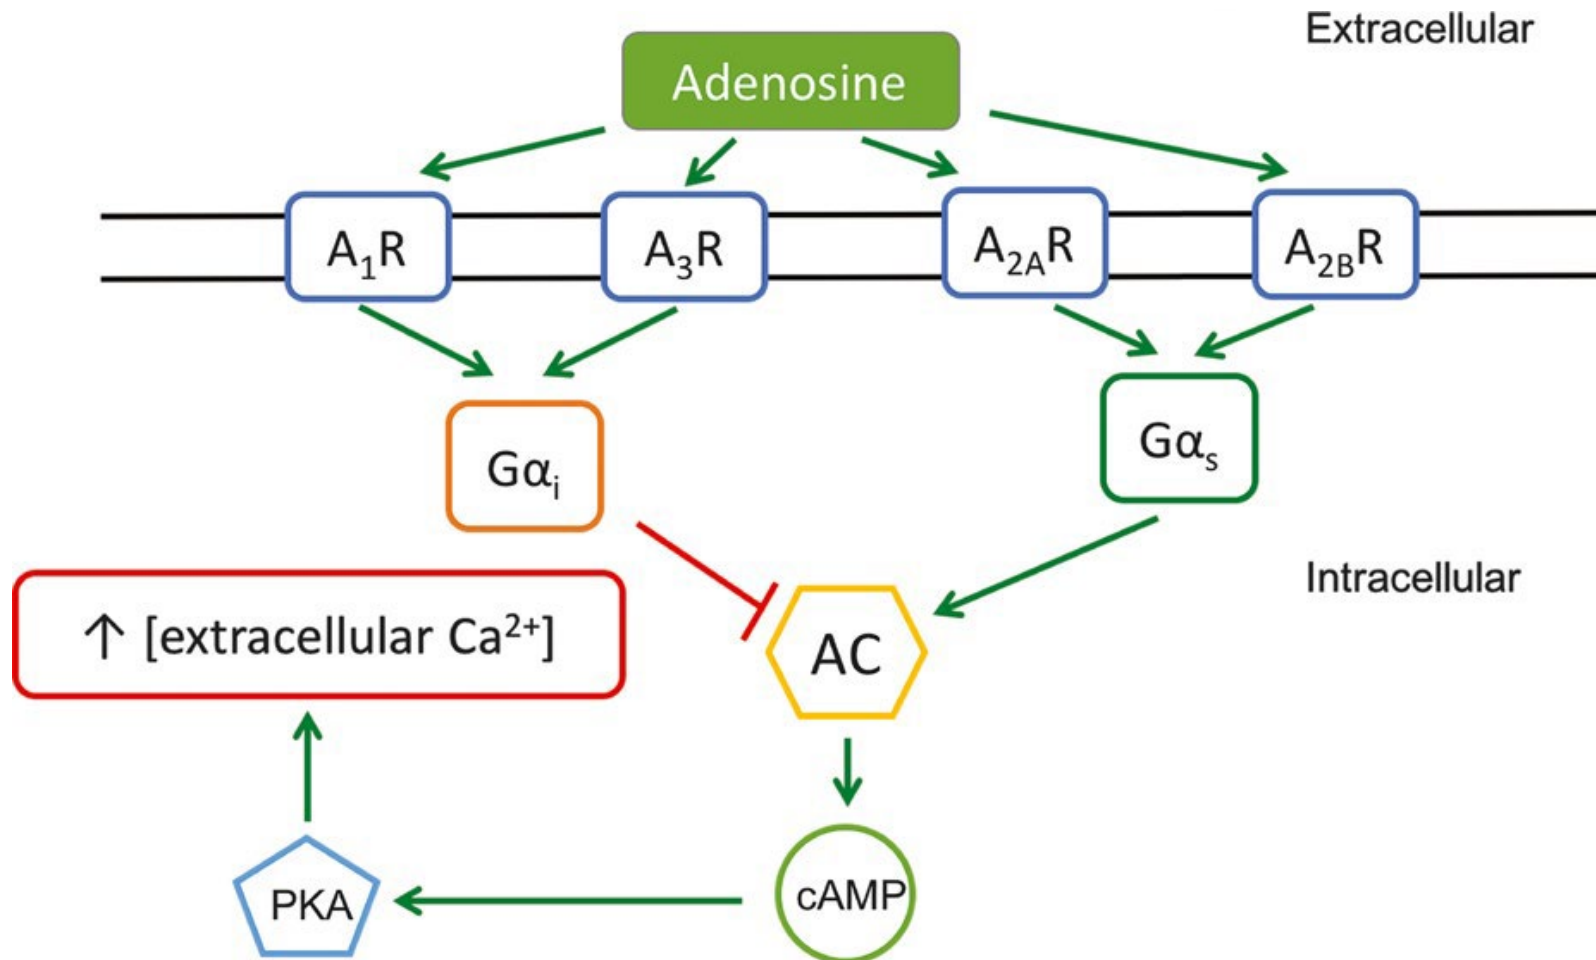 Extracellular
Adenosine
A₁R
A₃R
A₂AR
A₂BR
Gαᵢ
Gαₛ
Intracellular
↑ [extracellular Ca²⁺]
AC
PKA
cAMP